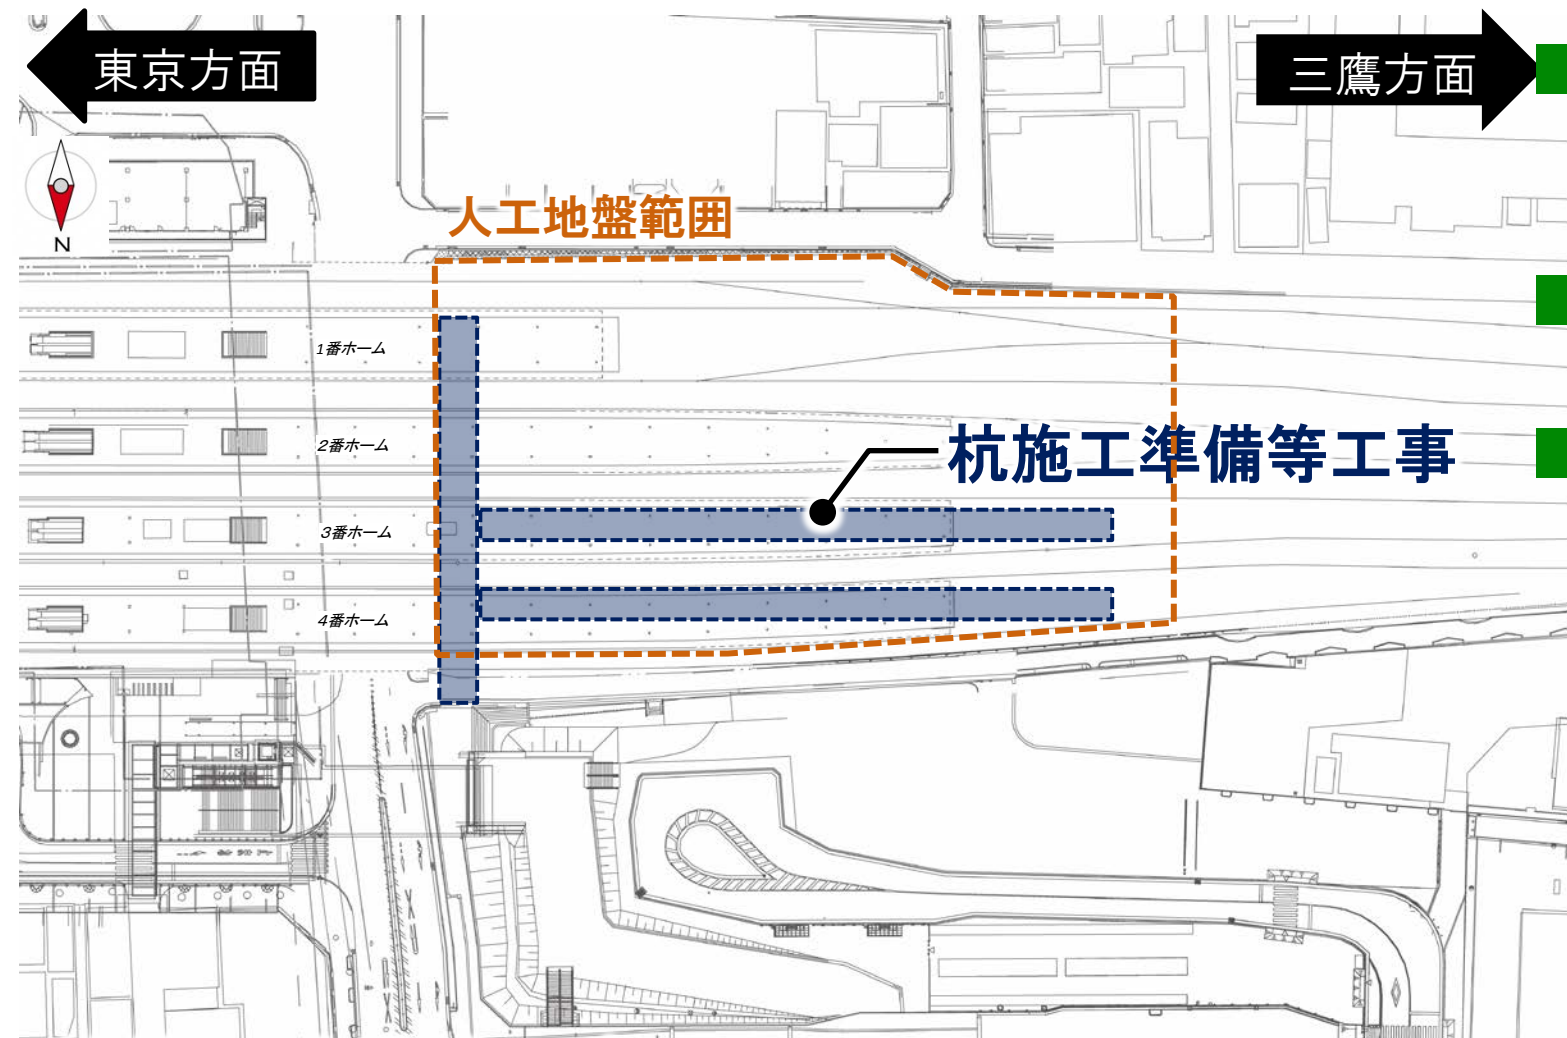 東京方面
三鷹方面
N
人工地盤範囲
1番ホーム
2番ホーム
杭施工準備等工事
3番ホーム
4番ホーム